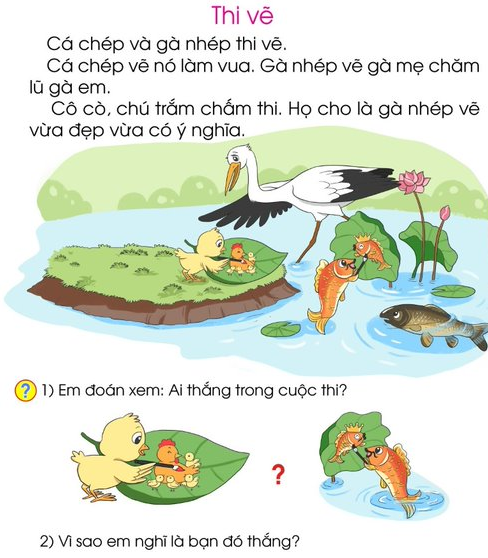 Thi vẽ
Cá chép và gà nhép thi vẽ.
Cá chép vẽ nó làm vua. Gà nhép vẽ gà mẹ chăm
lũ gà em.
Cô cò, chú trắm chấm thi. Họ cho là gà nhép vẽ
vừa đẹp vừa có ý nghĩa.
? 1) Em đoán xem: Ai thắng trong cuộc thi?
?
2) Vì sao em nghĩ là bạn đó thắng?